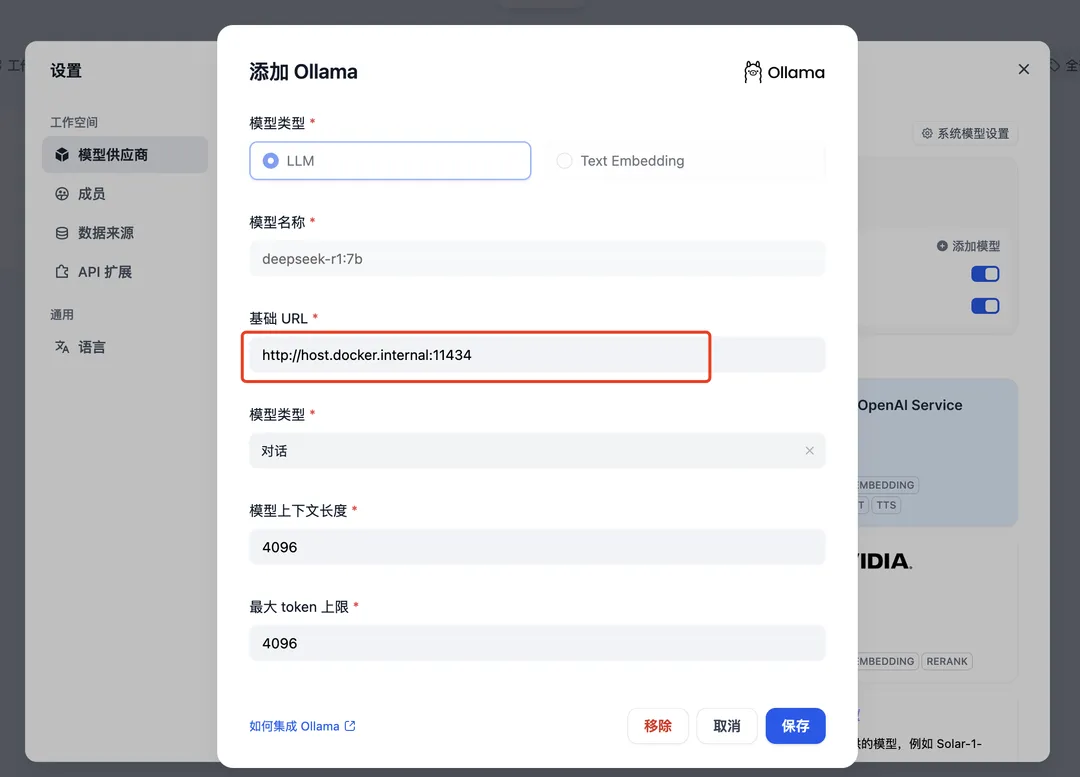 设置
工作空间
模型供应商
成员
数据来源
API 扩展
通用
语言
添加 Ollama
Ollama
模型类型 *
LLM
Text Embedding
模型名称 *
deepseek-r1:7b
基础 URL *
http://host.docker.internal:11434
模型类型 *
对话
模型上下文长度 *
4096
最大 token 上限 *
4096
如何集成 Ollama
移除
取消
保存
系统模型设置
添加模型
OpenAI Service
EMBEDDING
TTS
VIDIA.
EMBEDDING
RERANK
的模型，例如 Solar-1-